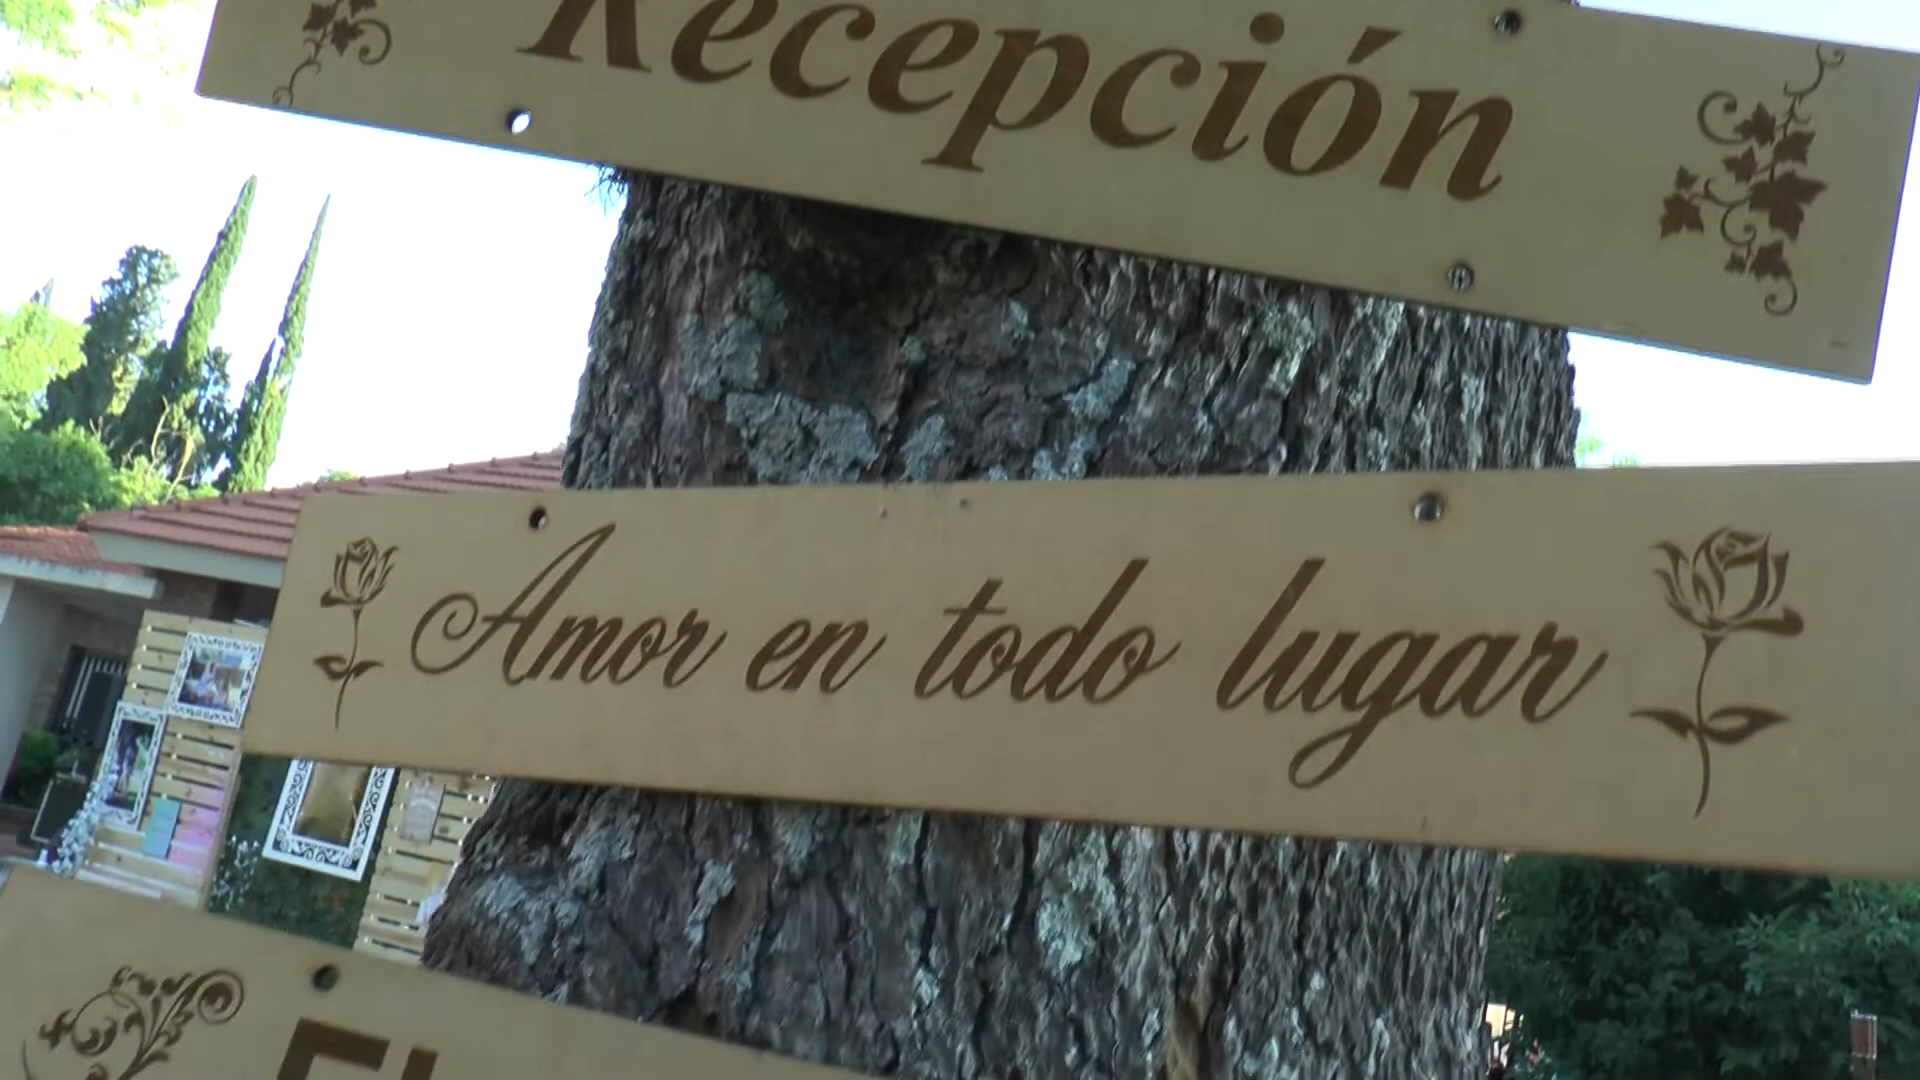 Recepción
Amor en todo lugar